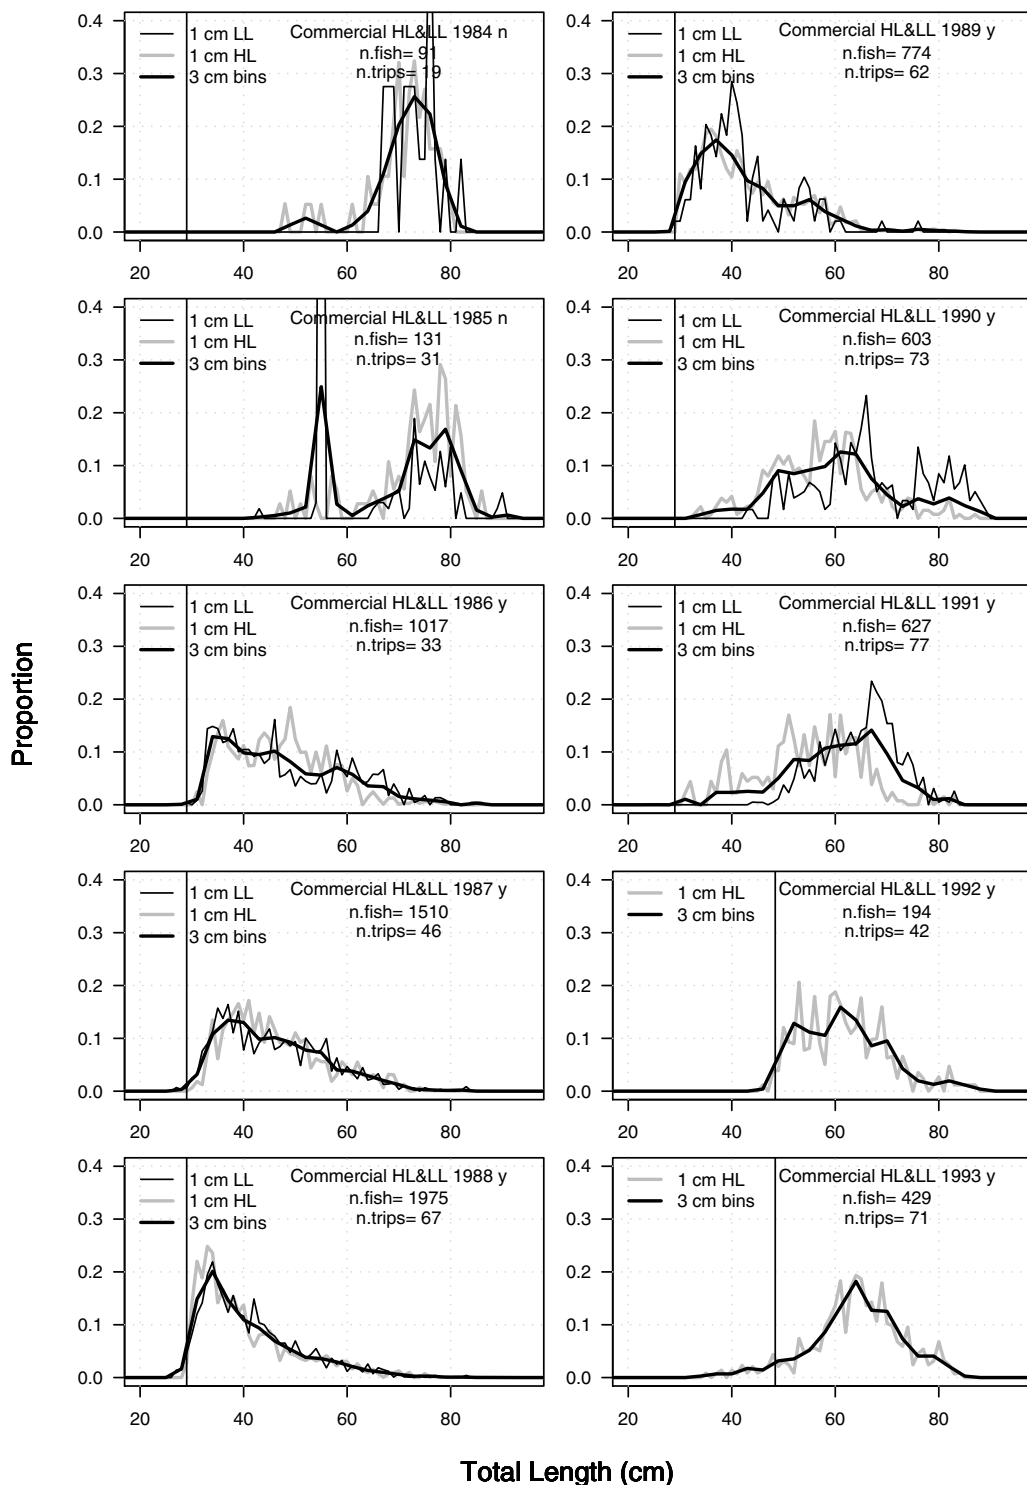 1 cm LL
1 cm HL
3 cm bins
Commercial HL&LL 1984 n
n.fish= 91
n.trips= 19
0.4
0.3
0.2
0.1
0.0
20 40 60 80
1 cm LL
1 cm HL
3 cm bins
Commercial HL&LL 1989 y
n.fish= 774
n.trips= 62
0.4
0.3
0.2
0.1
0.0
20 40 60 80
1 cm LL
1 cm HL
3 cm bins
Commercial HL&LL 1985 n
n.fish= 131
n.trips= 31
0.4
0.3
0.2
0.1
0.0
20 40 60 80
1 cm LL
1 cm HL
3 cm bins
Commercial HL&LL 1990 y
n.fish= 603
n.trips= 73
0.4
0.3
0.2
0.1
0.0
20 40 60 80
1 cm LL
1 cm HL
3 cm bins
Commercial HL&LL 1986 y
n.fish= 1017
n.trips= 33
0.4
0.3
0.2
0.1
0.0
20 40 60 80
1 cm LL
1 cm HL
3 cm bins
Commercial HL&LL 1991 y
n.fish= 627
n.trips= 77
0.4
0.3
0.2
0.1
0.0
20 40 60 80
1 cm LL
1 cm HL
3 cm bins
Commercial HL&LL 1987 y
n.fish= 1510
n.trips= 46
0.4
0.3
0.2
0.1
0.0
20 40 60 80
1 cm HL
3 cm bins
Commercial HL&LL 1992 y
n.fish= 194
n.trips= 42
0.4
0.3
0.2
0.1
0.0
20 40 60 80
1 cm LL
1 cm HL
3 cm bins
Commercial HL&LL 1988 y
n.fish= 1975
n.trips= 67
0.4
0.3
0.2
0.1
0.0
20 40 60 80
1 cm HL
3 cm bins
Commercial HL&LL 1993 y
n.fish= 429
n.trips= 71
0.4
0.3
0.2
0.1
0.0
20 40 60 80
Proportion
Total Length (cm)